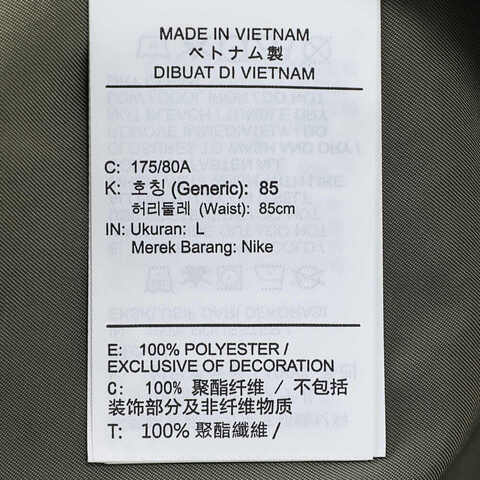 MADE IN VIETNAM
ベトナム製
DIBUAT DI VIETNAM
C: 175/80A
K: 호칭 (Generic): 85
허리둘레 (Waist): 85cm
IN: Ukuran: L
Merek Barang: Nike
E: 100% POLYESTER /
EXCLUSIVE OF DECORATION
C: 100% 聚酯纤维 / 不包括
装饰部分及非纤维物质
T: 100% 聚酯纖維 /